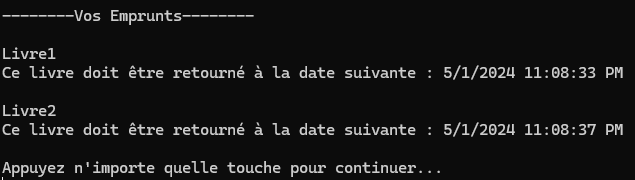 --------Vos Emprunts--------
Livre1
Ce livre doit être retourné à la date suivante : 5/1/2024 11:08:33 PM
Livre2
Ce livre doit être retourné à la date suivante : 5/1/2024 11:08:37 PM
Appuyez n'importe quelle touche pour continuer...